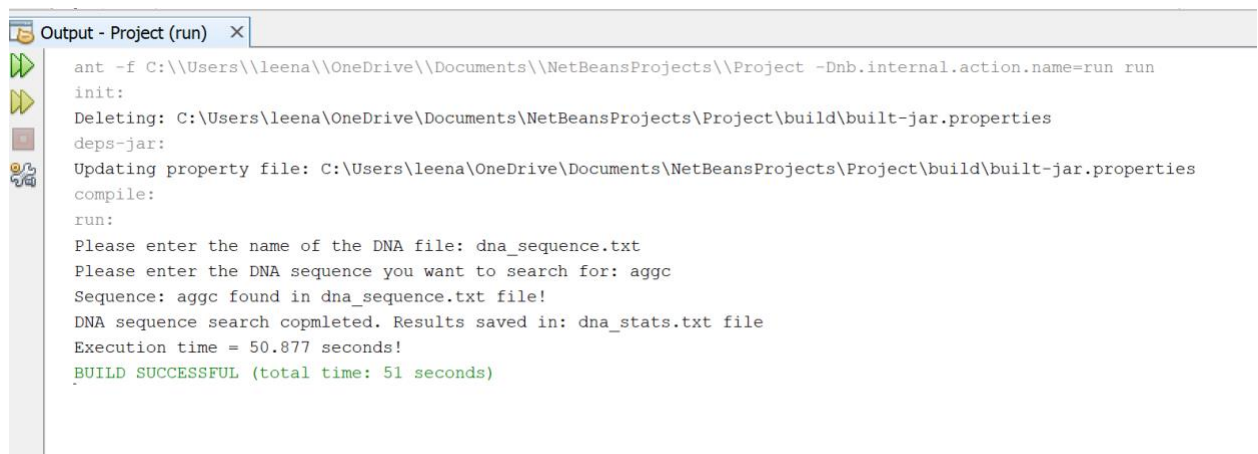 Output - Project (run)
ant -f C:\\Users\\leena\\OneDrive\\Documents\\NetBeansProjects\\Project -Dnb.internal.action.name=run run
init:
Deleting: C:\Users\leena\OneDrive\Documents\NetBeansProjects\Project\build\built-jar.properties
deps-jar:
Updating property file: C:\Users\leena\OneDrive\Documents\NetBeansProjects\Project\build\built-jar.properties
compile:
run:
Please enter the name of the DNA file: dna_sequence.txt
Please enter the DNA sequence you want to search for: aggc
Sequence: aggc found in dna_sequence.txt file!
DNA sequence search copmleted. Results saved in: dna_stats.txt file
Execution time = 50.877 seconds!
BUILD SUCCESSFUL (total time: 51 seconds)